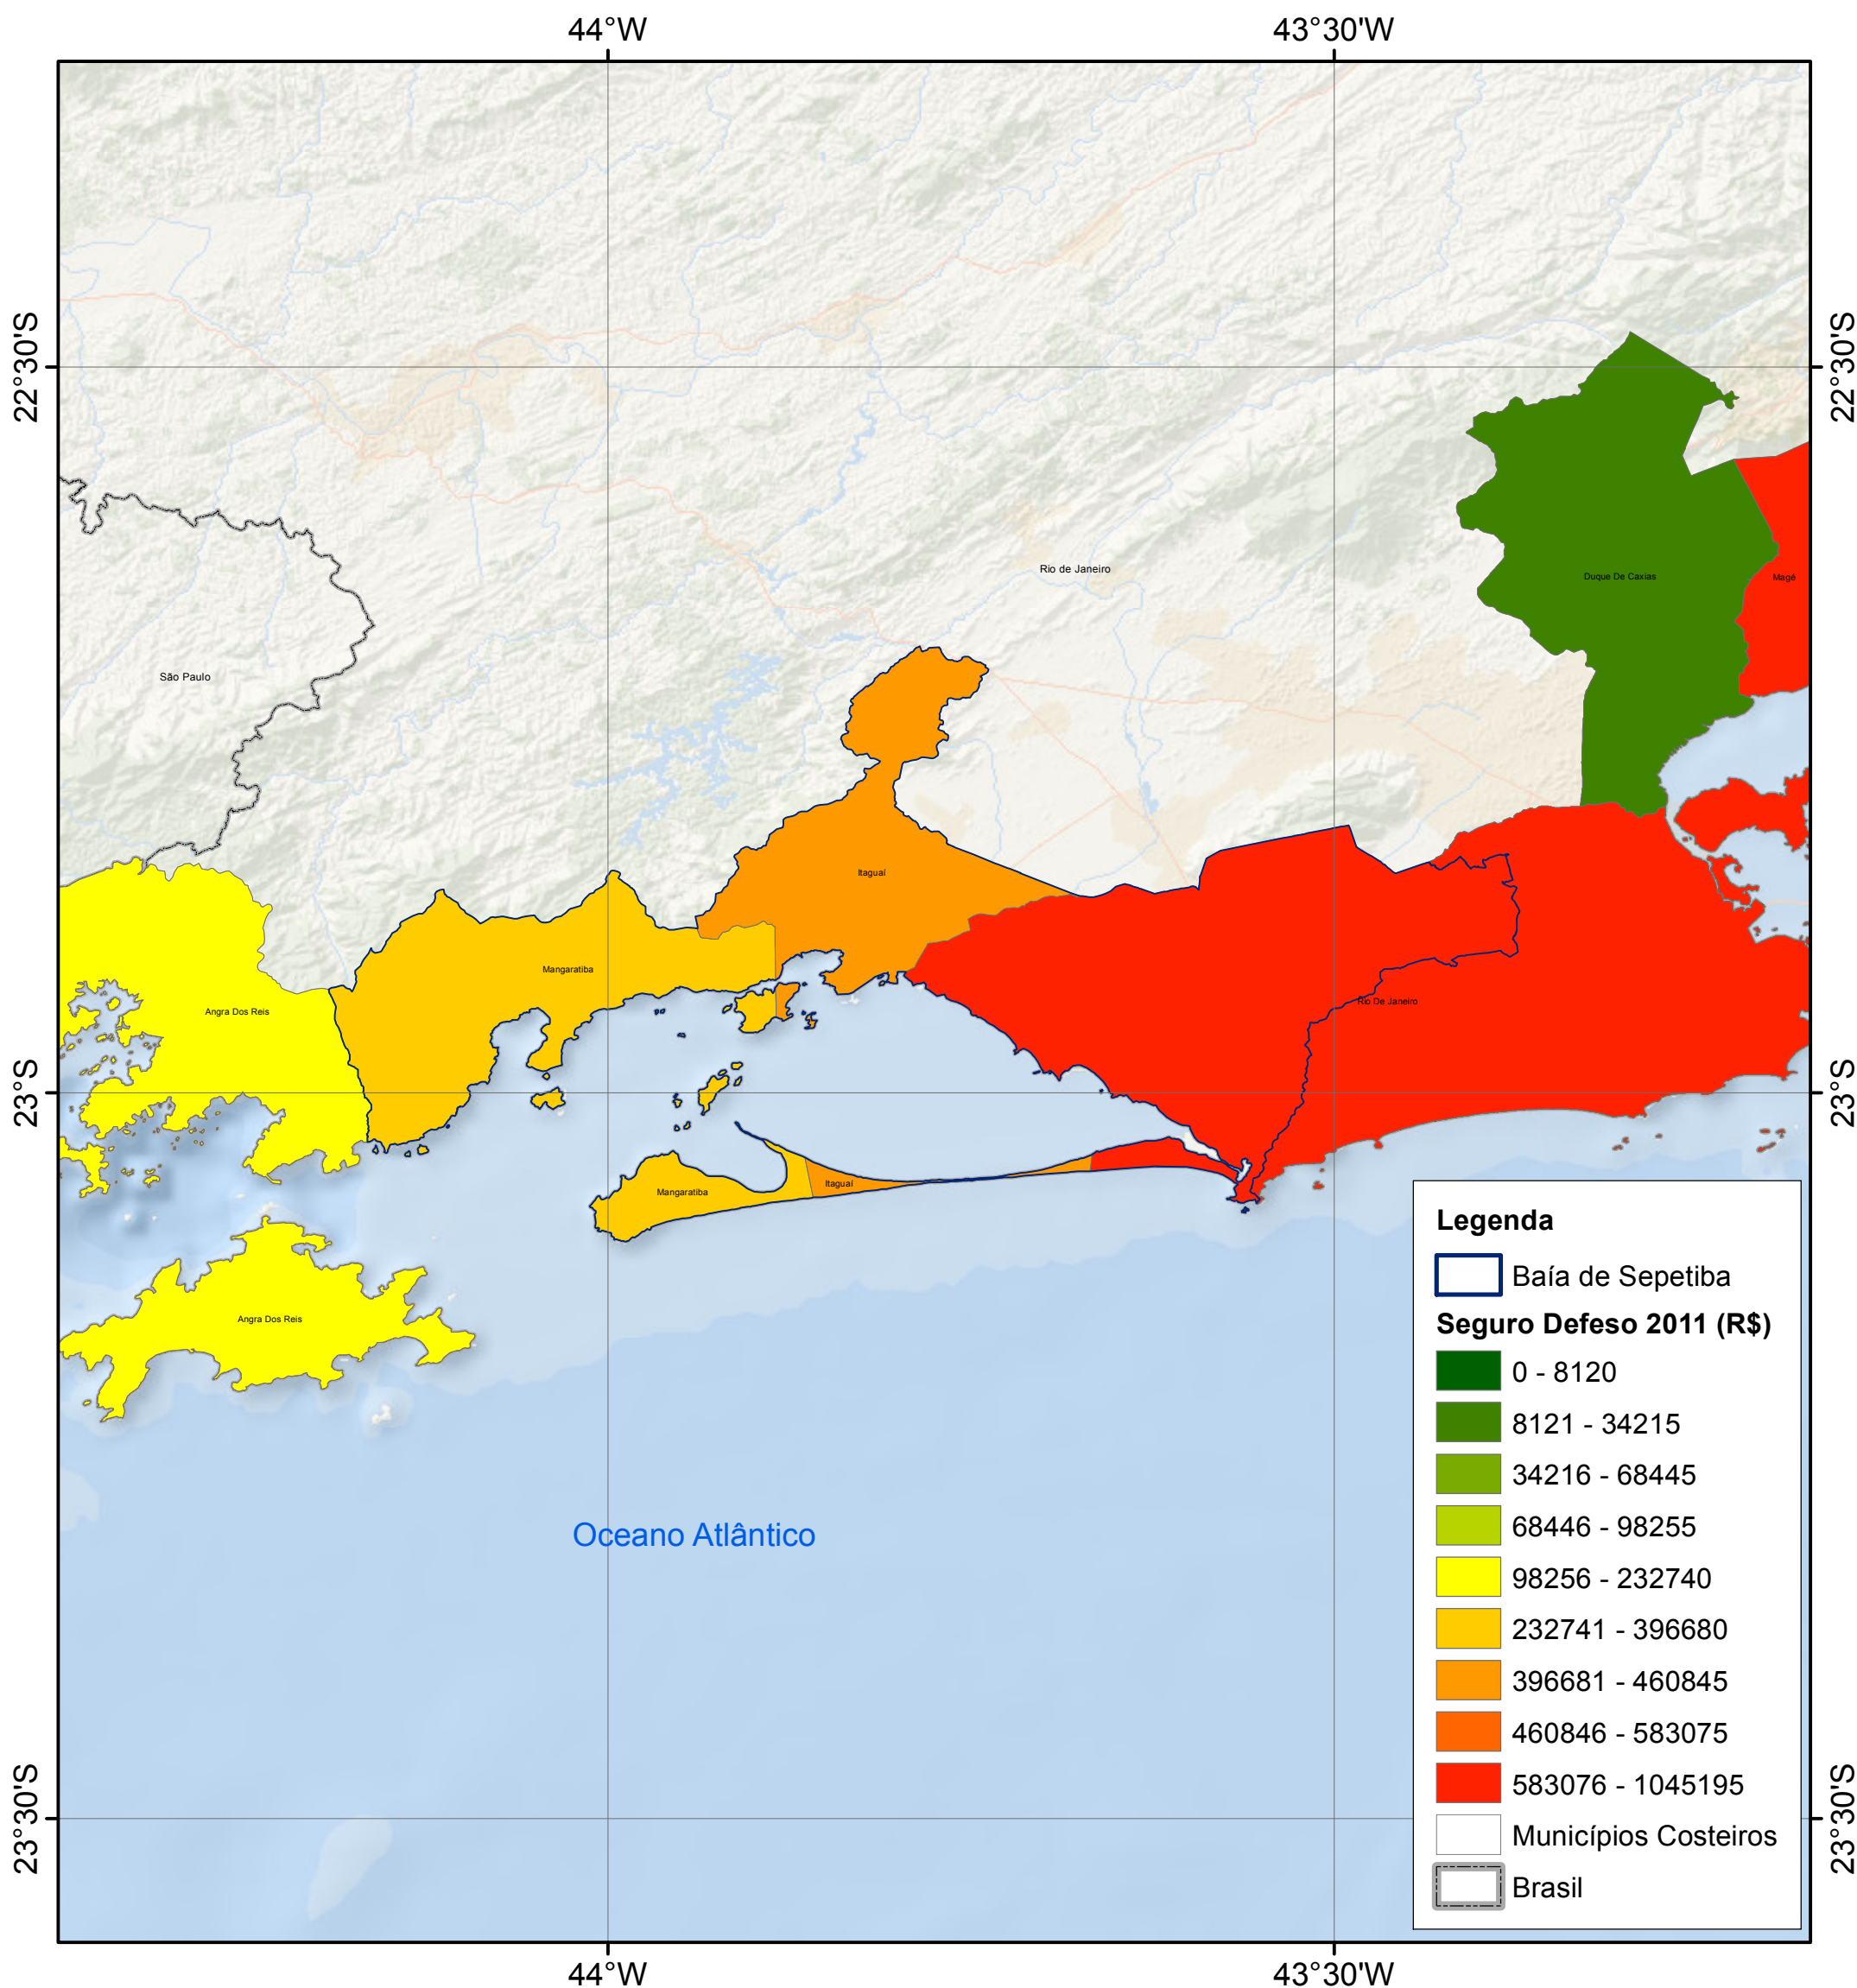 44°W
43°30'W
22°30'S
22°30'S
Rio de Janeiro
Duque De Caxias
Magé
São Paulo
Itaguaí
Mangaratiba
Angra Dos Reis
Rio De Janeiro
23°S
23°S
Mangaratiba
Itaguaí
Angra Dos Reis
Oceano Atlântico
Legenda
Baía de Sepetiba
Seguro Defeso 2011 (R$)
0 - 8120
8121 - 34215
34216 - 68445
68446 - 98255
98256 - 232740
232741 - 396680
396681 - 460845
460846 - 583075
583076 - 1045195
Municípios Costeiros
Brasil
23°30'S
23°30'S
44°W
43°30'W